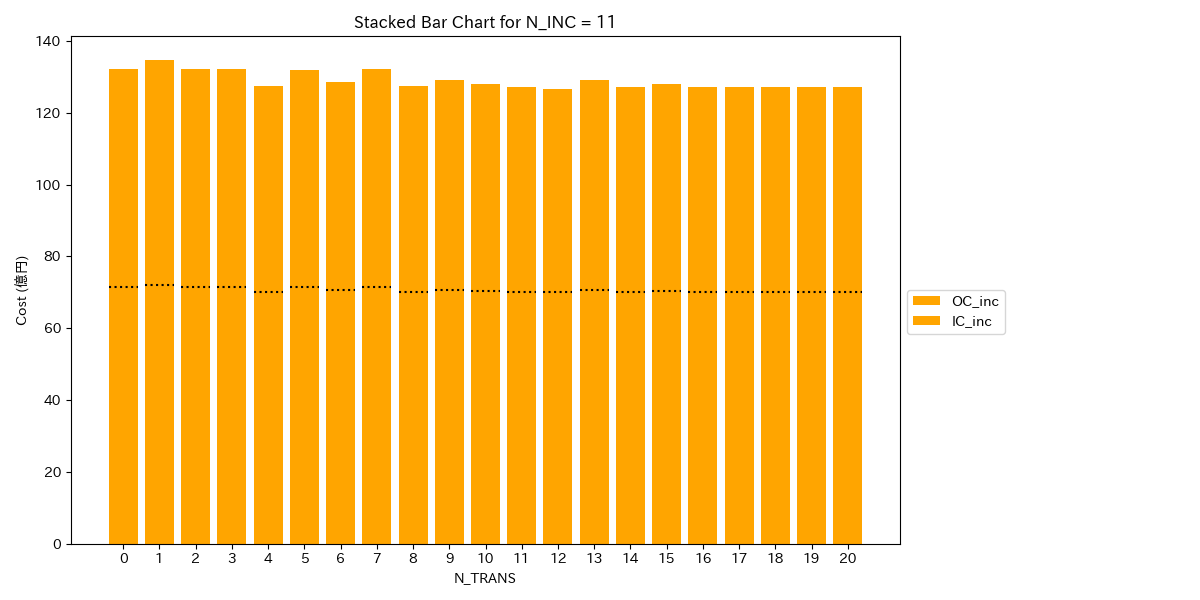 Stacked Bar Chart for N_INC = 11
140
120
100
80
60
40
20
0
Cost (億円)
0 1 2 3 4 5 6 7 8 9 10 11 12 13 14 15 16 17 18 19 20
N_TRANS
OC_inc
IC_inc